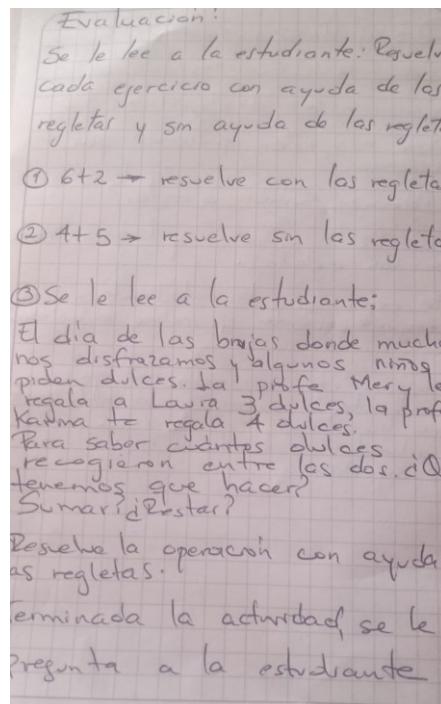 Evaluación:
Se le lee a la estudiante: Resuelv
cada ejercicio con ayuda de las
regletas y sin ayuda de las reglet
① 6+2 → resuelve con las regleta
② 4+5 → resuelve sin las regleta
③ Se le lee a la estudiante:
El día de las brujas donde much
nos disfrazamos y algunos niños
piden dulces. La profe Mery l
regala a Laura 3 dulces, la prof
Karina te regala 4 dulces.
Para saber cuántos dulces
recogieron entre las dos. ¿Q
tenemos que hacer?
Sumar? ¿Restar?
Resuelve la operación con ayuda
as regletas.
erminada la actividad, se le
pregunta a la estudiante